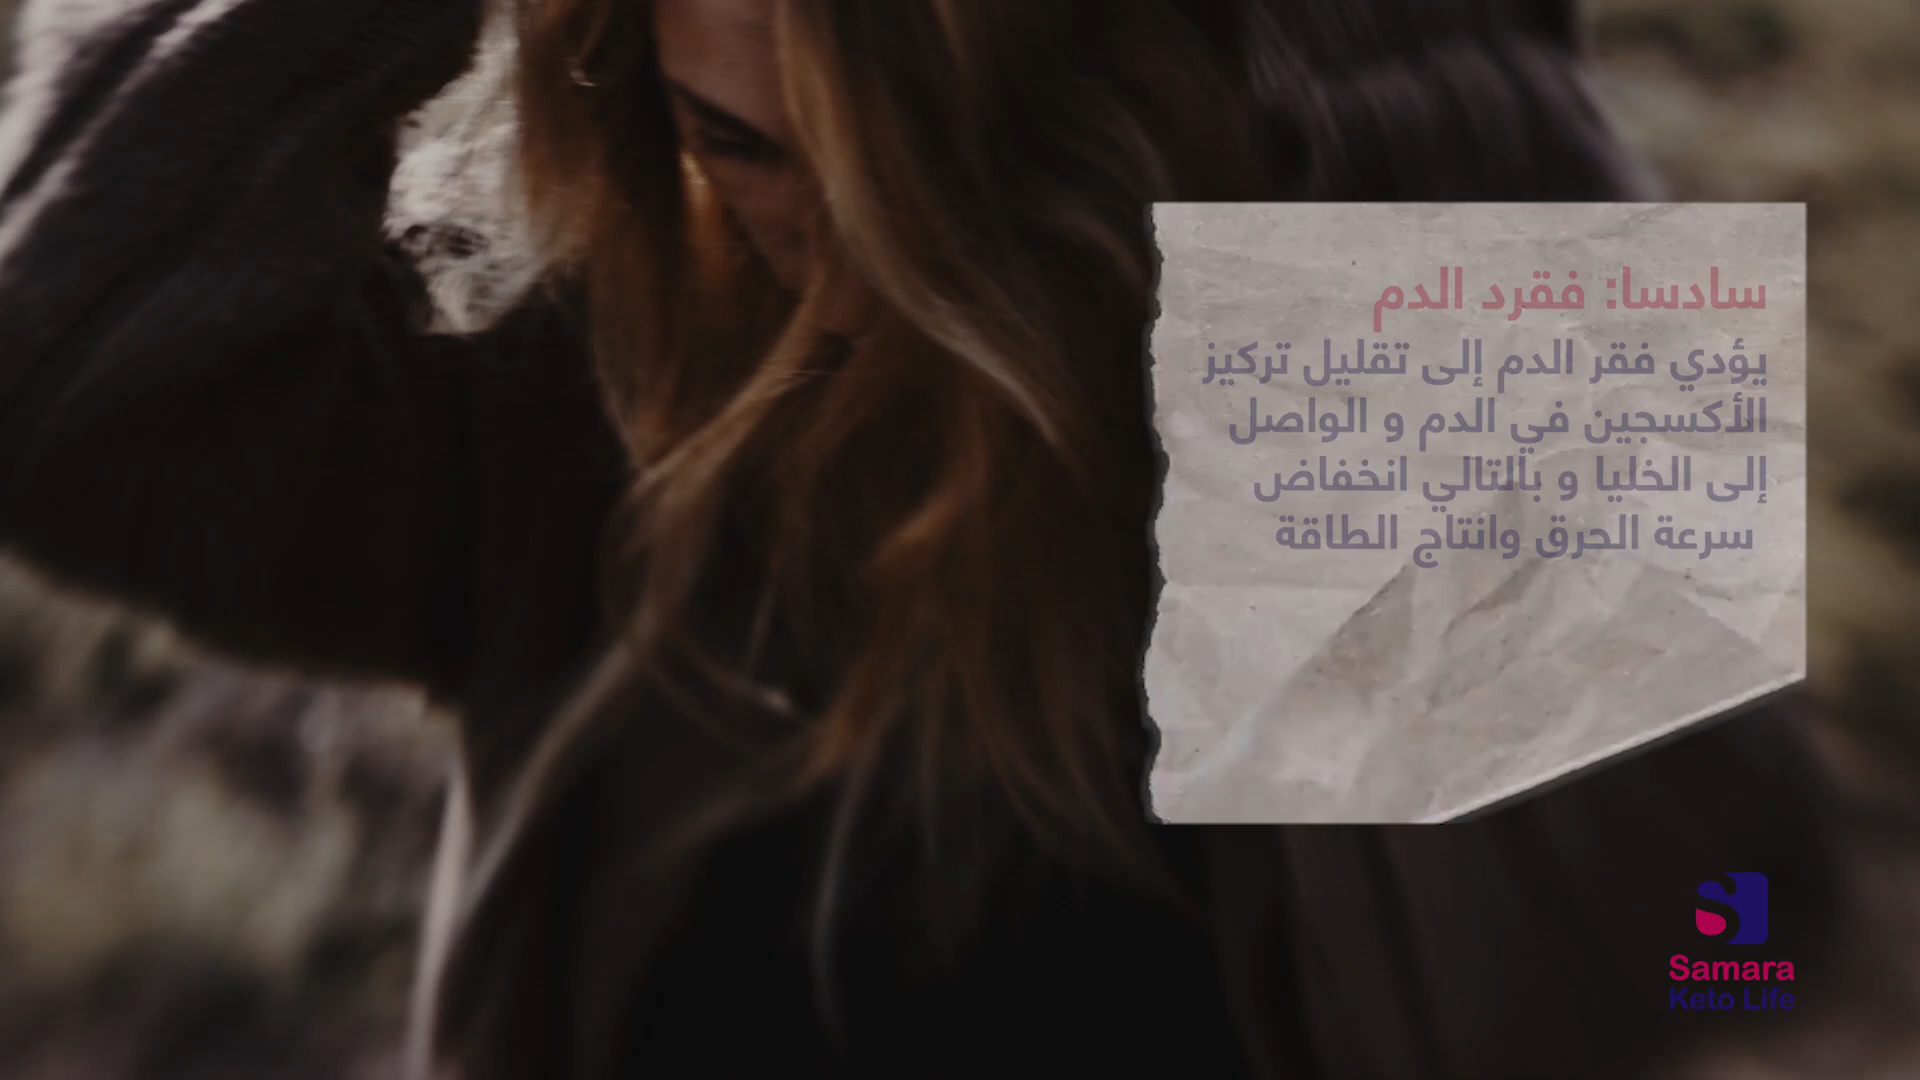 سادسا: فقرد الدم
يؤدي فقر الدم إلى تقليل تركيز
الأكسجين في الدم و الواصل
إلى الخليا و بالتالي انخفاض
سرعة الحرق وانتاج الطاقة
Samara
Keto Life